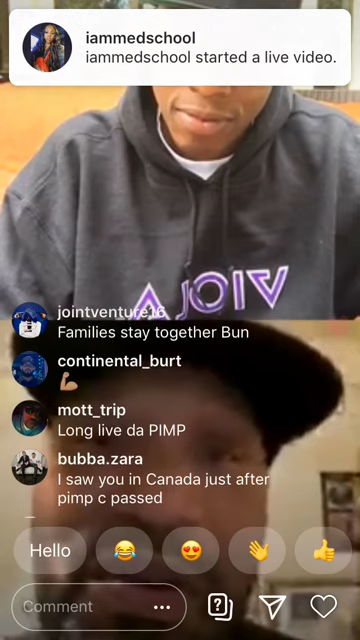 iammedschool
iammedschool started a live video.
VIOLA
jointventure16
Families stay together Bun
continental_burt
💪🏽
mott_trip
Long live da PIMP
bubba.zara
I saw you in Canada just after
pimp c passed
Hello 😂 😍 👋 👍
Comment